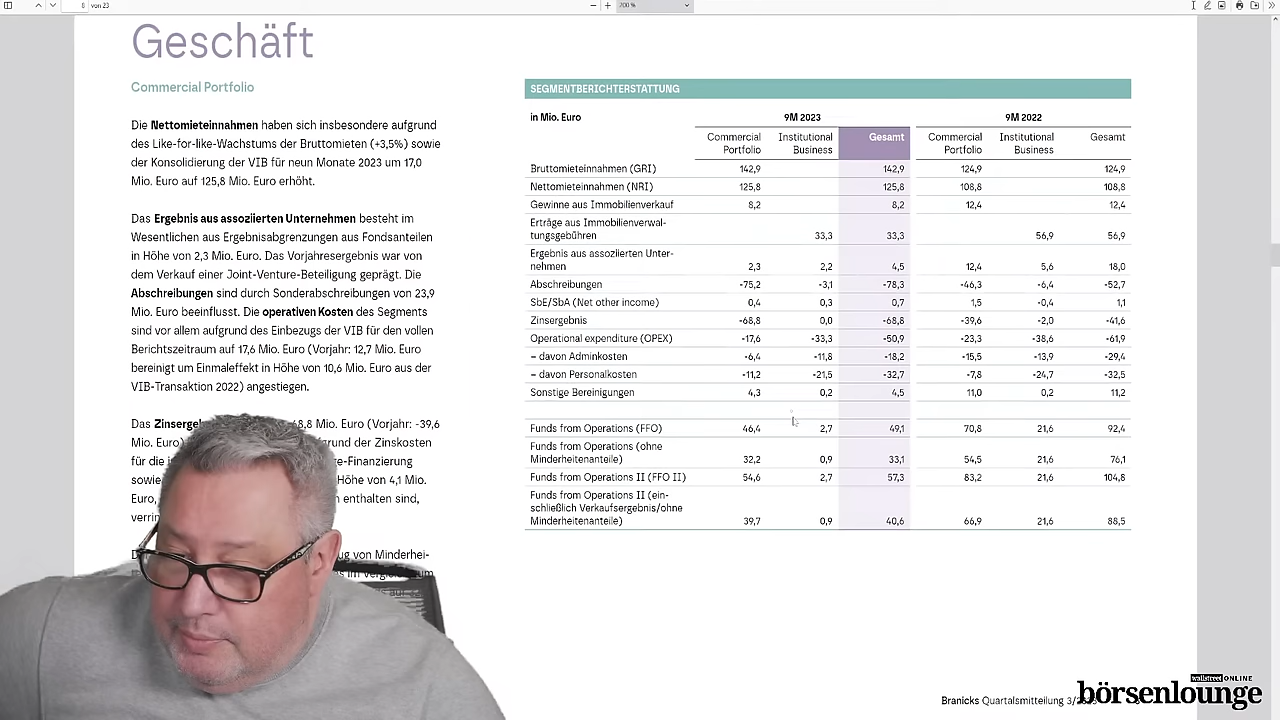 6 von 23
200 %
Geschäft
Commercial Portfolio
Die Nettomieteinnahmen haben sich insbesondere aufgrund
des Like-for-like-Wachstums der Bruttomieten (+3,5%) sowie
der Konsolidierung der VIB für neun Monate 2023 um 17,0
Mio. Euro auf 125,8 Mio. Euro erhöht.
Das Ergebnis aus assoziierten Unternehmen besteht im
Wesentlichen aus Ergebnisabgrenzungen aus Fondsanteilen
in Höhe von 2,3 Mio. Euro. Das Vorjahresergebnis war von
dem Verkauf einer Joint-Venture-Beteiligung geprägt. Die
Abschreibungen sind durch Sonderabschreibungen von 23,9
Mio. Euro beeinflusst. Die operativen Kosten des Segments
sind vor allem aufgrund des Einbezugs der VIB für den vollen
Berichtszeitraum auf 17,6 Mio. Euro (Vorjahr: 12,7 Mio. Euro
bereinigt um Einmaleffekt in Höhe von 10,6 Mio. Euro aus der
VIB-Transaktion 2022) angestiegen.
Das 68,8 Mio. Euro (Vorjahr: -39,6
Mio. Euro) grund der Zinskosten
für die -Finanzierung
sowie Höhe von 4,1 Mio.
Euro, enthalten sind,
ug von Minderhei-
SEGMENTBERICHTERSTATTUNG
in Mio. Euro 9M 2023 9M 2022
Commercial Portfolio Institutional Business Gesamt Commercial Portfolio Institutional Business Gesamt
Bruttomieteinnahmen (GRI) 142,9 142,9 124,9 124,9
Nettomieteinnahmen (NRI) 125,8 125,8 108,8 108,8
Gewinne aus Immobilienverkauf 8,2 8,2 12,4 12,4
Erträge aus Immobilienverwal-
tungsgebühren 33,3 33,3 56,9 56,9
Ergebnis aus assoziierten Unter-
nehmen 2,3 2,2 4,5 12,4 5,6 18,0
Abschreibungen -75,2 -3,1 -78,3 -46,3 -6,4 -52,7
SbE/SbA (Net other income) 0,4 0,3 0,7 1,5 -0,4 1,1
Zinsergebnis -68,8 0,0 -68,8 -39,6 -2,0 -41,6
Operational expenditure (OPEX) -17,6 -33,3 -50,9 -23,3 -38,6 -61,9
– davon Adminkosten -6,4 -11,8 -18,2 -15,5 -13,9 -29,4
– davon Personalkosten -11,2 -21,5 -32,7 -7,8 -24,7 -32,5
Sonstige Bereinigungen 4,3 0,2 4,5 11,0 0,2 11,2
Funds from Operations (FFO) 46,4 2,7 49,1 70,8 21,6 92,4
Funds from Operations (ohne
Minderheitenanteile) 32,2 0,9 33,1 54,5 21,6 76,1
Funds from Operations II (FFO II) 54,6 2,7 57,3 83,2 21,6 104,8
Funds from Operations II (ein-
schließlich Verkaufsergebnis/ohne
Minderheitenanteile) 39,7 0,9 40,6 66,9 21,6 88,5
Branicks Quartalsmitteilung
wallstreet ONLINE
börsenlounge